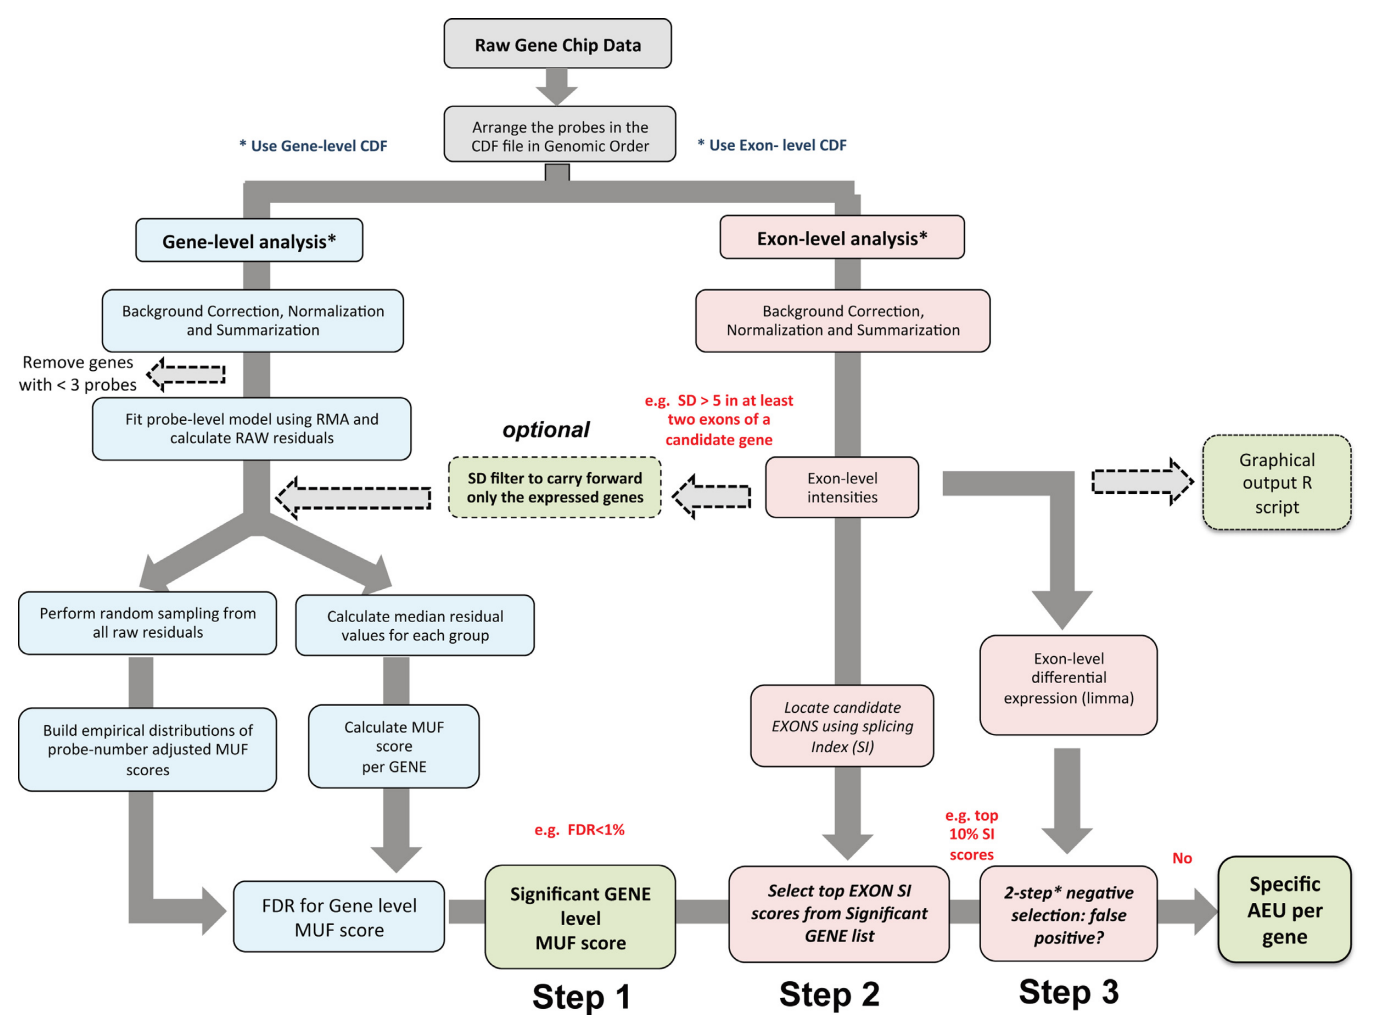 Raw Gene Chip Data
Arrange the probes in the
CDF file in Genomic Order
* Use Gene-level CDF
* Use Exon- level CDF
Gene-level analysis*
Exon-level analysis*
Background Correction, Normalization
and Summarization
Background Correction,
Normalization and Summarization
Remove genes
with < 3 probes
Fit probe-level model using RMA and
calculate RAW residuals
optional
e.g. SD > 5 in at least
two exons of a
candidate gene
SD filter to carry forward
only the expressed genes
Exon-level
intensities
Graphical
output R
script
Perform random sampling from
all raw residuals
Calculate median residual
values for each group
Exon-level
differential
expression (limma)
Build empirical distributions of
probe-number adjusted MUF
scores
Calculate MUF
score
per GENE
Locate candidate
EXONS using splicing
Index (SI)
e.g. FDR<1%
e.g. top
10% SI
scores
No
FDR for Gene level
MUF score
Significant GENE
level
MUF score
Select top EXON SI
scores from Significant
GENE list
2-step* negative
selection: false
positive?
Specific
AEU per
gene
Step 1
Step 2
Step 3